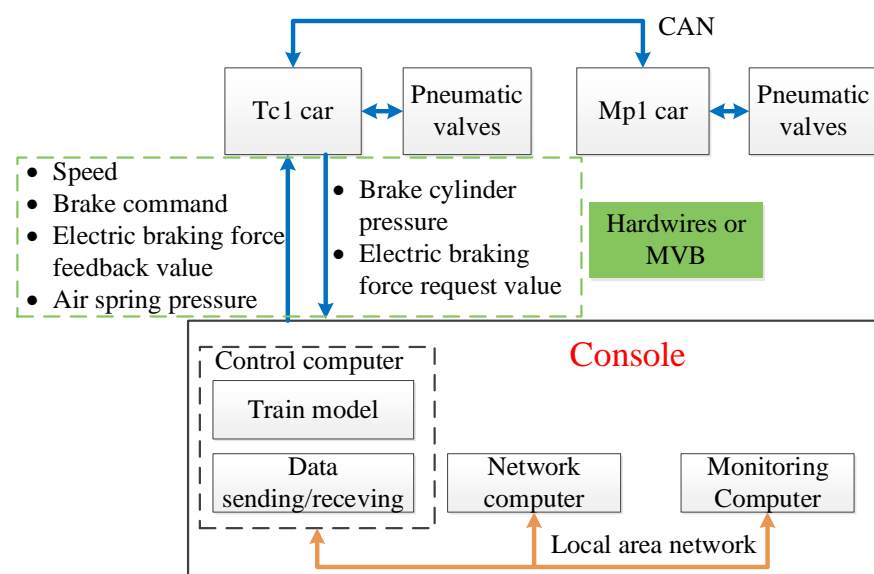 CAN
Tc1 car
Pneumatic
valves
Mp1 car
Pneumatic
valves
• Speed
• Brake command
• Electric braking force
feedback value
• Air spring pressure
• Brake cylinder
pressure
• Electric braking
force request value
Hardwires or
MVB
Console
Control computer
Train model
Data
sending/receving
Network
computer
Monitoring
Computer
Local area network